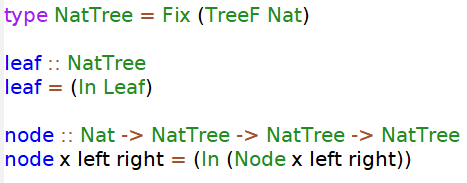 type NatTree = Fix (TreeF Nat)
leaf :: NatTree
leaf = (In Leaf)
node :: Nat -> NatTree -> NatTree -> NatTree
node x left right = (In (Node x left right))